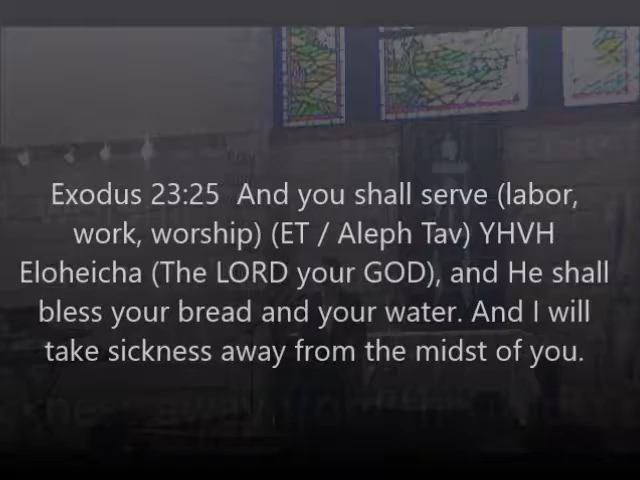 Exodus 23:25  And you shall serve (labor,
work, worship) (ET / Aleph Tav) YHVH
Eloheicha (The LORD your GOD), and He shall
bless your bread and your water. And I will
take sickness away from the midst of you.